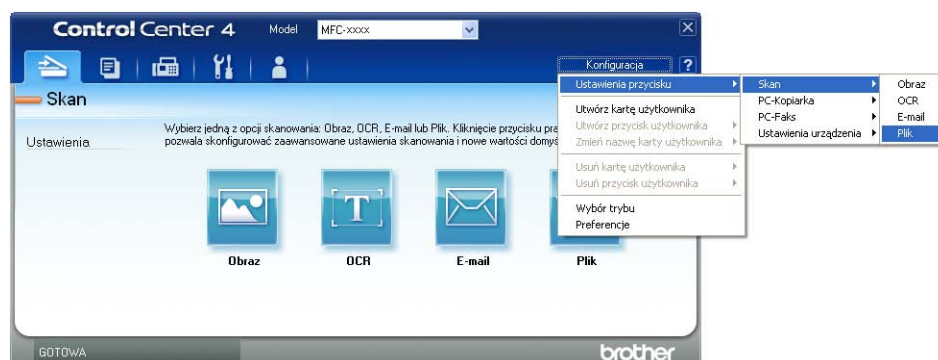 Control Center 4
Model
MFC-xxxx
Konfiguracja
?
Skan
Ustawienia
Wybierz jedną z opcji skanowania: Obraz, OCR, E-mail lub Plik. Kliknięcie przycisku
pozwala skonfigurować zaawansowane ustawienia skanowania i nowe wartości
T
Obraz
OCR
E-mail
Plik
Ustawienia przycisku
Utwórz kartę użytkownika
Utwórz przycisk użytkownika
Zmień nazwę karty użytkownika
Usuń kartę użytkownika
Usuń przycisk użytkownika
Wybór trybu
Preferencje
Skan
PC-Kopiarka
PC-Faks
Ustawienia urządzenia
Obraz
OCR
E-mail
Plik
GOTOWA
brother